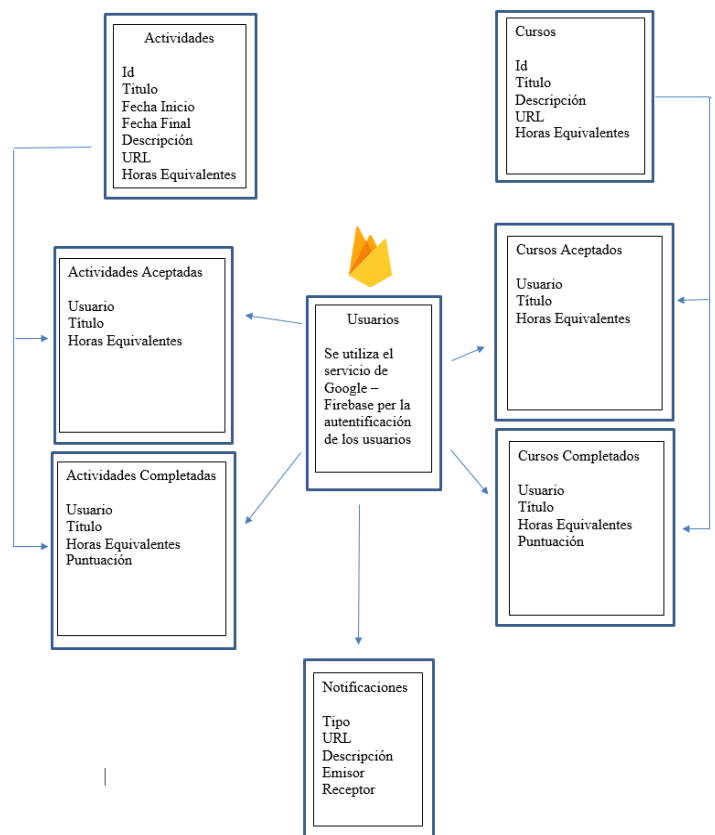 Actividades
Id
Titulo
Fecha Inicio
Fecha Final
Descripción
URL
Horas Equivalentes
Cursos
Id
Título
Descripción
URL
Horas Equivalentes
Actividades Aceptadas
Usuario
Título
Horas Equivalentes
Usuarios
Se utiliza el
servicio de
Google –
Firebase per la
autentificación
de los usuarios
Cursos Aceptados
Usuario
Título
Horas Equivalentes
Actividades Completadas
Usuario
Título
Horas Equivalentes
Puntuación
Cursos Completados
Usuario
Título
Horas Equivalentes
Puntuación
Notificaciones
Tipo
URL
Descripción
Emisor
Receptor